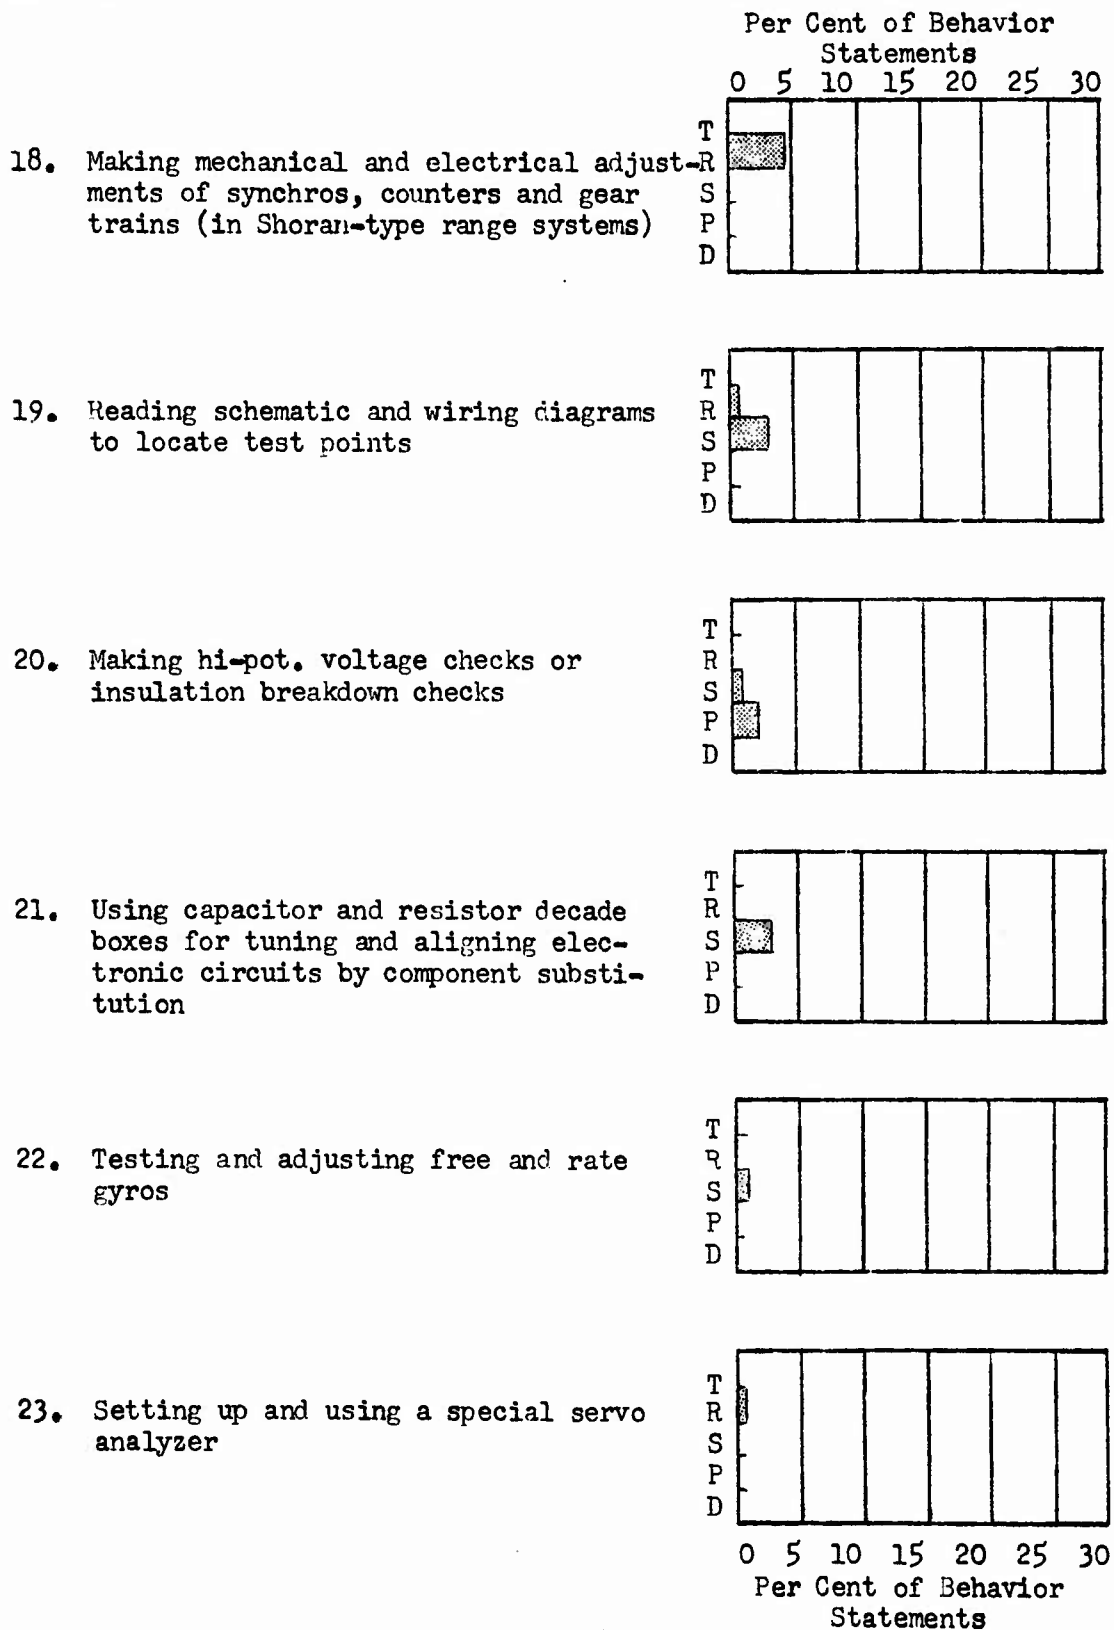 Per Cent of Behavior
Statements
0 5 10 15 20 25 30
18. Making mechanical and electrical adjust-
ments of synchros, counters and gear
trains (in Shoran-type range systems)
T
R
S
P
D
19. Reading schematic and wiring diagrams
to locate test points
T
R
S
P
D
20. Making hi-pot. voltage checks or
insulation breakdown checks
T
R
S
P
D
21. Using capacitor and resistor decade
boxes for tuning and aligning elec-
tronic circuits by component substi-
tution
T
R
S
P
D
22. Testing and adjusting free and rate
gyros
T
R
S
P
D
23. Setting up and using a special servo
analyzer
T
R
S
P
D
0 5 10 15 20 25 30
Per Cent of Behavior
Statements